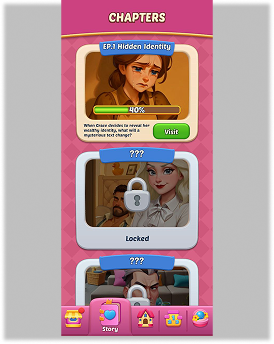 CHAPTERS
EP.1 Hidden Identity
40%
When Grace decides to reveal her
wealthy identity, what will a
mysterious text change?
Visit
???
Locked
???
Story